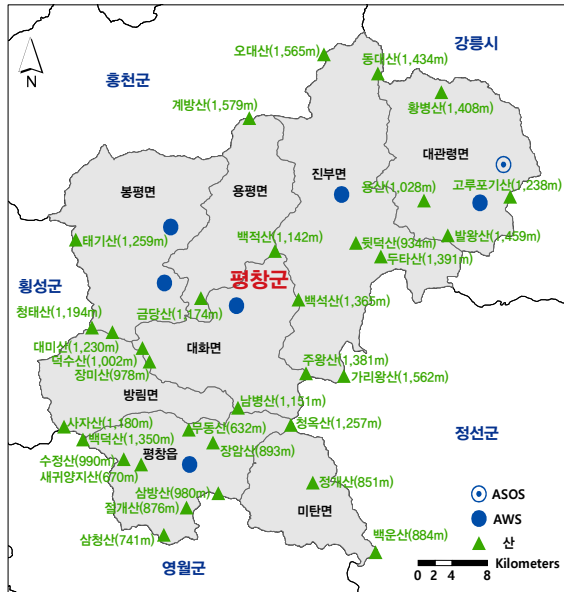 강릉시
오대산(1,565m)
동대산(1,434m)
N
홍천군
황병산(1,408m)
계방산(1,579m)
대관령면
진부면
봉평면
용평면
용산(1,028m)
고루포기산(1,238m)
태기산(1,259m)
백적산(1,142m)
뒷덕산(934m)
발왕산(1,459m)
두타산(1,391m)
평창군
횡성군
청태산(1,194m)
금당산(1,174m)
백석산(1,365m)
대미산(1,230m)
대화면
덕수산(1,002m)
장미산(978m)
주왕산(1,381m)
가리왕산(1,562m)
방림면
남병산(1,151m)
사자산(1,180m)
백덕산(1,350m)
무동산(632m)
청옥산(1,257m)
정선군
장암산(893m)
평창읍
수정산(990m)
새귀양지산(670m)
삼방산(980m)
정개산(851m)
절개산(876m)
미탄면
삼청산(741m)
백운산(884m)
영월군
ASOS
AWS
산
Kilometers
0 2 4 8